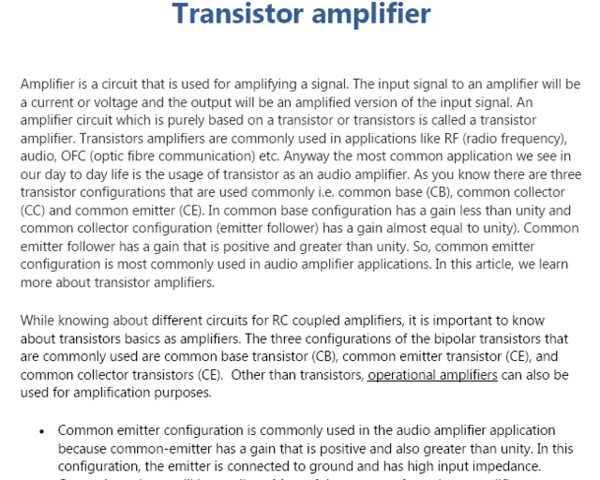 Transistor amplifier
Amplifier is a circuit that is used for amplifying a signal. The input signal to an amplifier will be
a current or voltage and the output will be an amplified version of the input signal. An
amplifier circuit which is purely based on a transistor or transistors is called a transistor
amplifier. Transistors amplifiers are commonly used in applications like RF (radio frequency),
audio, OFC (optic fibre communication) etc. Anyway the most common application we see in
our day to day life is the usage of transistor as an audio amplifier. As you know there are three
transistor configurations that are used commonly i.e. common base (CB), common collector
(CC) and common emitter (CE). In common base configuration has a gain less than unity and
common collector configuration (emitter follower) has a gain almost equal to unity). Common
emitter follower has a gain that is positive and greater than unity. So, common emitter
configuration is most commonly used in audio amplifier applications. In this article, we learn
more about transistor amplifiers.
While knowing about different circuits for RC coupled amplifiers, it is important to know
about transistors basics as amplifiers. The three configurations of the bipolar transistors that
are commonly used are common base transistor (CB), common emitter transistor (CE), and
common collector transistors (CE). Other than transistors, operational amplifiers can also be
used for amplification purposes.
• Common emitter configuration is commonly used in the audio amplifier application
because common-emitter has a gain that is positive and also greater than unity. In this
configuration, the emitter is connected to ground and has high input impedance.